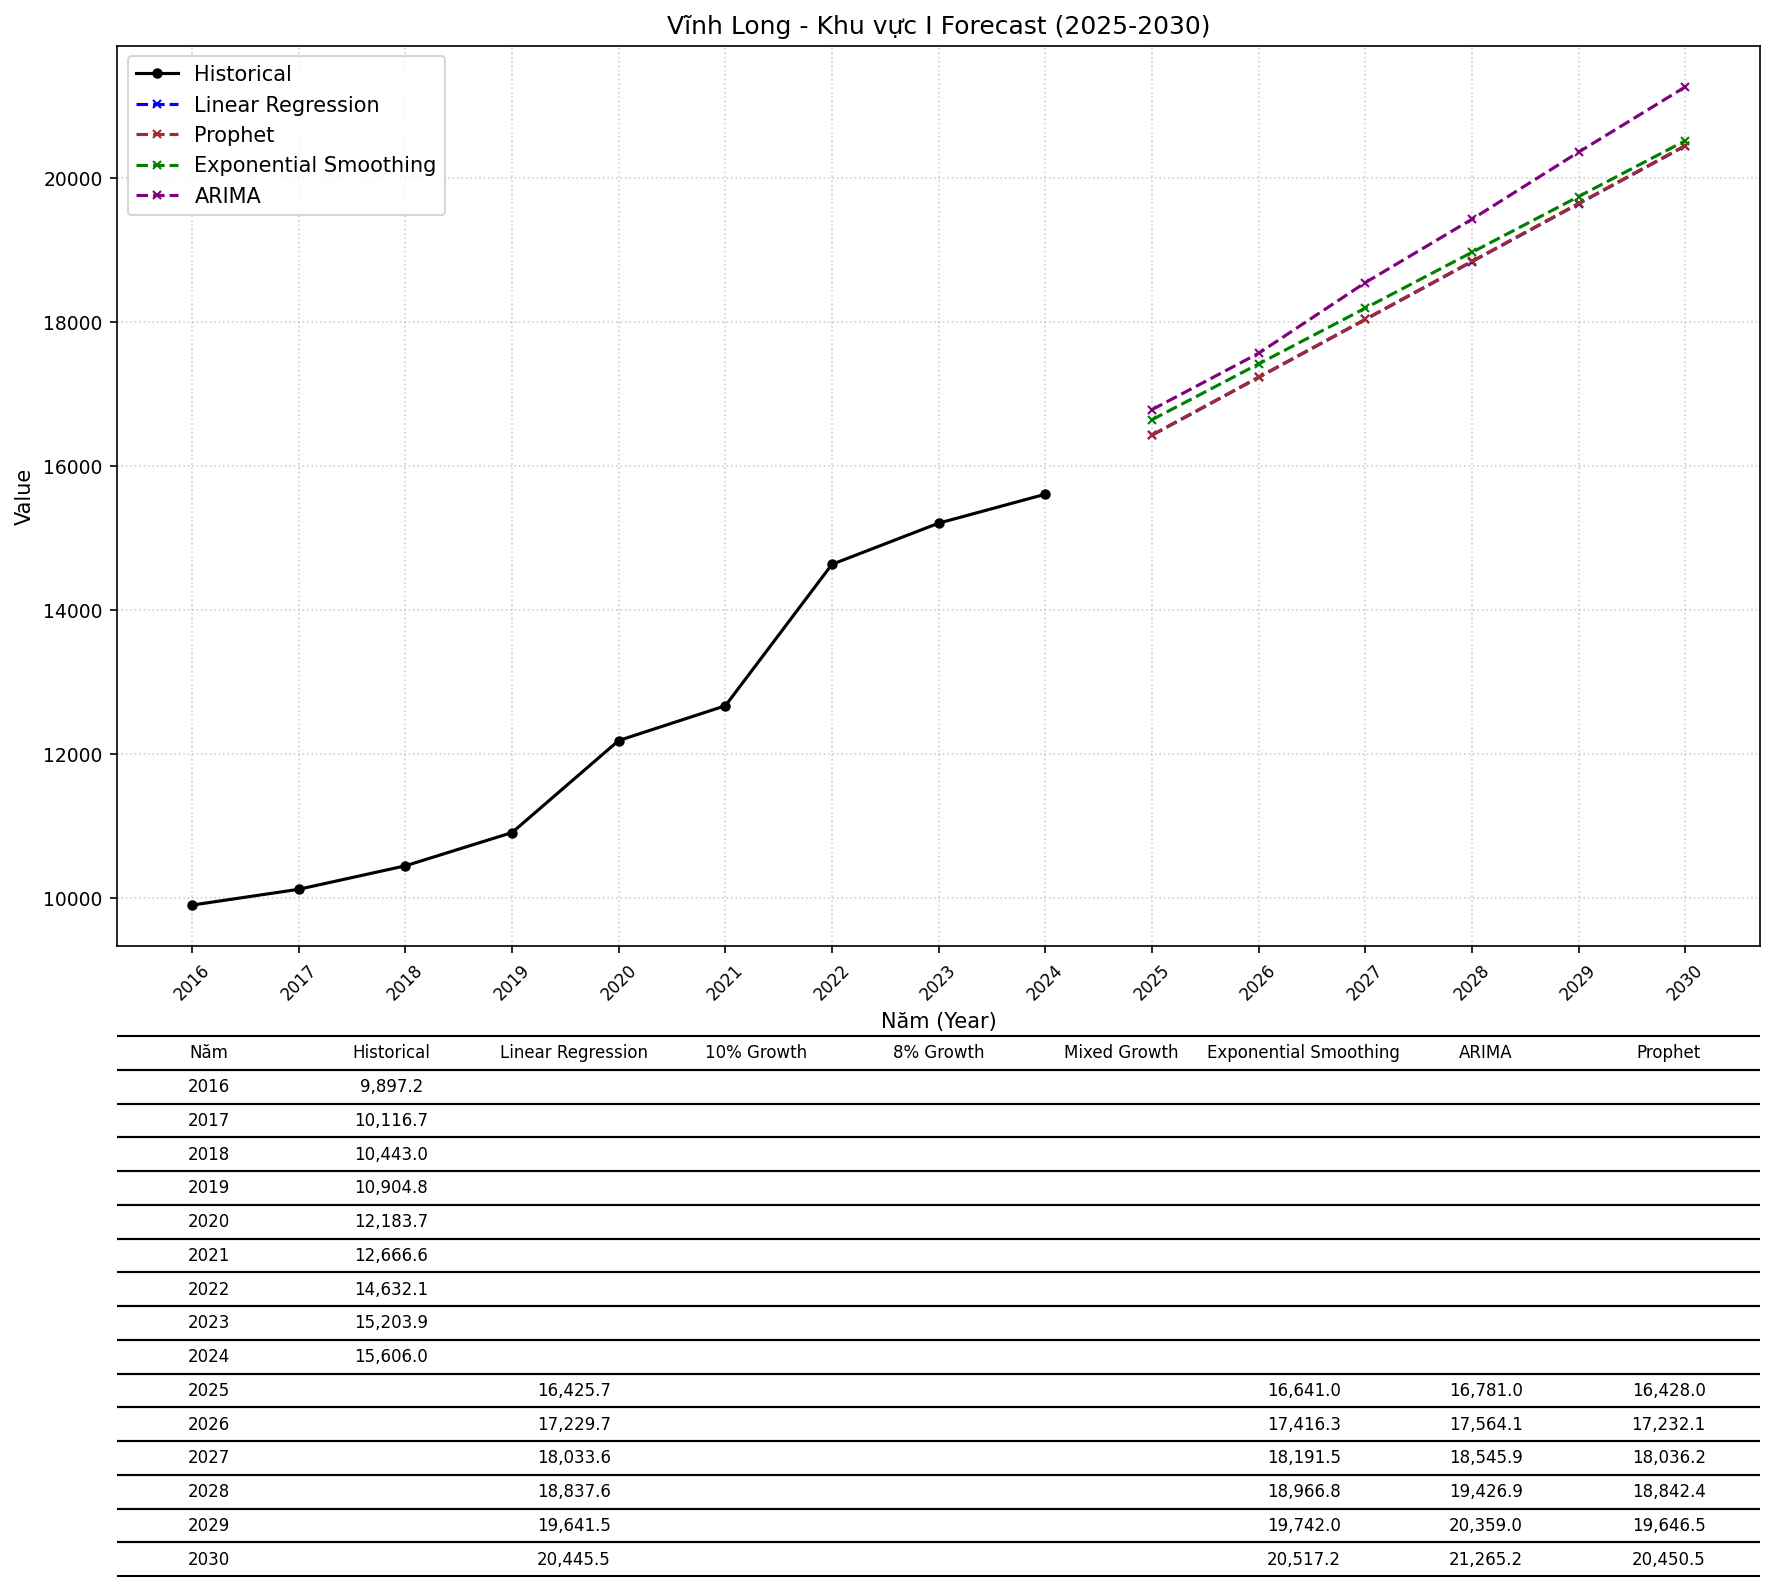 Vĩnh Long - Khu vực I Forecast (2025-2030)
Historical
Linear Regression
Prophet
Exponential Smoothing
ARIMA
Value
20000
18000
16000
14000
12000
10000
2016 2017 2018 2019 2020 2021 2022 2023 2024 2025 2026 2027 2028 2029 2030
Năm (Year)
Năm Historical Linear Regression 10% Growth 8% Growth Mixed Growth Exponential Smoothing ARIMA Prophet
2016 9,897.2
2017 10,116.7
2018 10,443.0
2019 10,904.8
2020 12,183.7
2021 12,666.6
2022 14,632.1
2023 15,203.9
2024 15,606.0
2025 16,425.7 16,641.0 16,781.0 16,428.0
2026 17,229.7 17,416.3 17,564.1 17,232.1
2027 18,033.6 18,191.5 18,545.9 18,036.2
2028 18,837.6 18,966.8 19,426.9 18,842.4
2029 19,641.5 19,742.0 20,359.0 19,646.5
2030 20,445.5 20,517.2 21,265.2 20,450.5